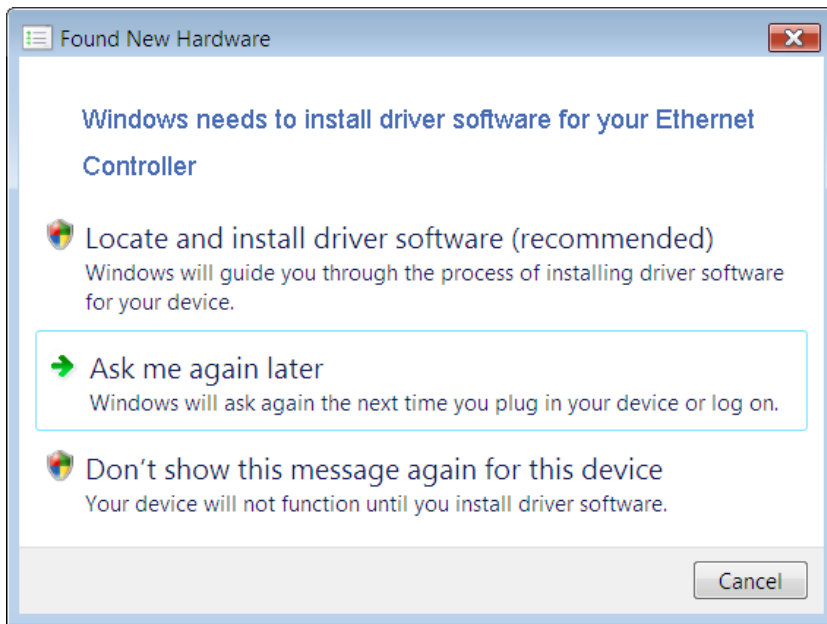 Found New Hardware
Windows needs to install driver software for your Ethernet
Controller
Locate and install driver software (recommended)
Windows will guide you through the process of installing driver software
for your device.
Ask me again later
Windows will ask again the next time you plug in your device or log on.
Don't show this message again for this device
Your device will not function until you install driver software.
Cancel